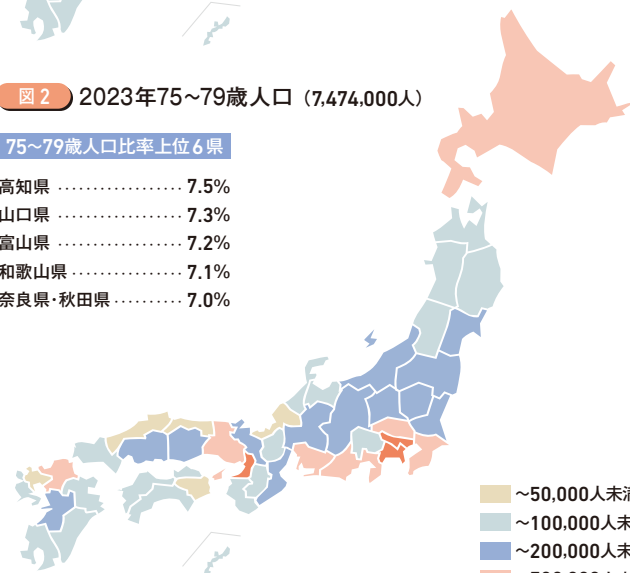 図2 2023年75~79歳人口（7,474,000人）
75~79歳人口比率上位6県
高知県 ……………… 7.5%
山口県 ……………… 7.3%
富山県 ……………… 7.2%
和歌山県 ……………… 7.1%
奈良県・秋田県 ………… 7.0%
~50,000人未満
~100,000人未
~200,000人未